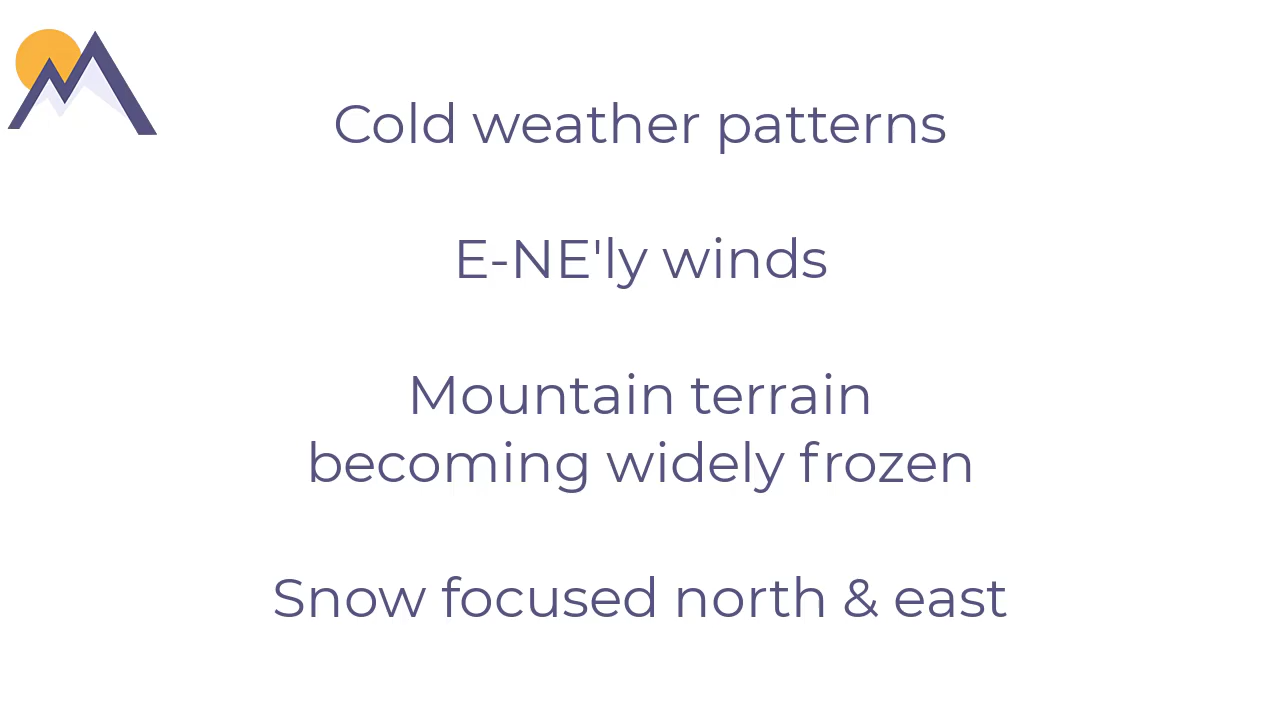 Cold weather patterns
E-NE'ly winds
Mountain terrain
becoming widely frozen
Snow focused north & east